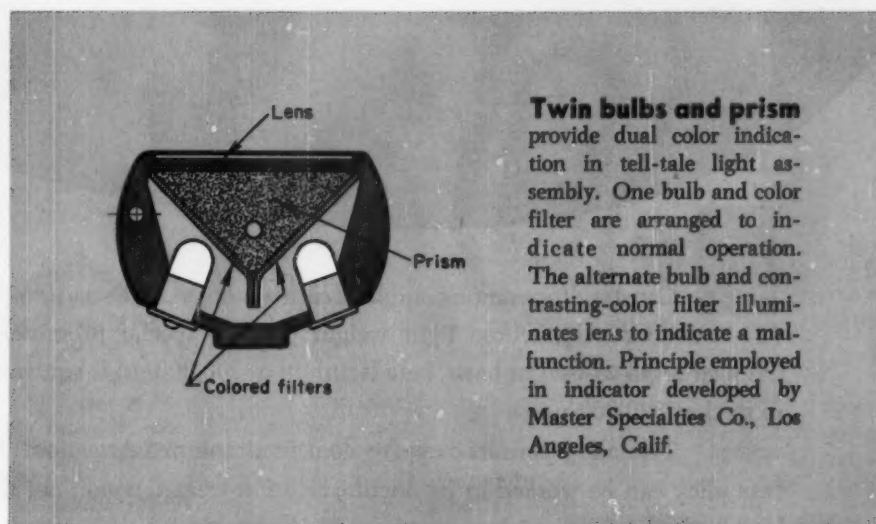 Lens
Prism
Colored filters
Twin bulbs and prism
provide dual color indica-
tion in tell-tale light as-
sembly. One bulb and color
filter are arranged to in-
dicate normal operation.
The alternate bulb and con-
trasting-color filter illumi-
nates lens to indicate a mal-
function. Principle employed
in indicator developed by
Master Specialties Co., Los
Angeles, Calif.